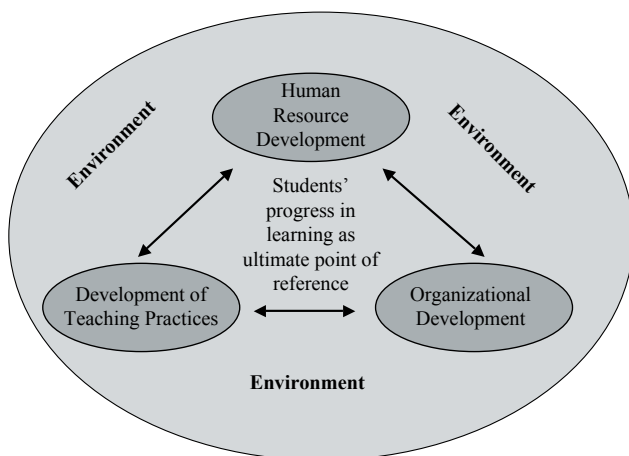 Human
Resource
Development
Environment
Environment
Students’
progress in
learning as
ultimate point of
reference
Development of
Teaching Practices
Organizational
Development
Environment